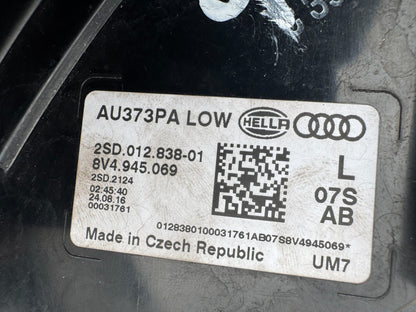 AU373PA LOW HELLA
2SD.012.838-01
8V4.945.069
2SD.2124
02:45:40
24.08.16
00031761
L
07S
AB
0128380100031761AB07S8V4945069*
Made in Czech Republic
UM7